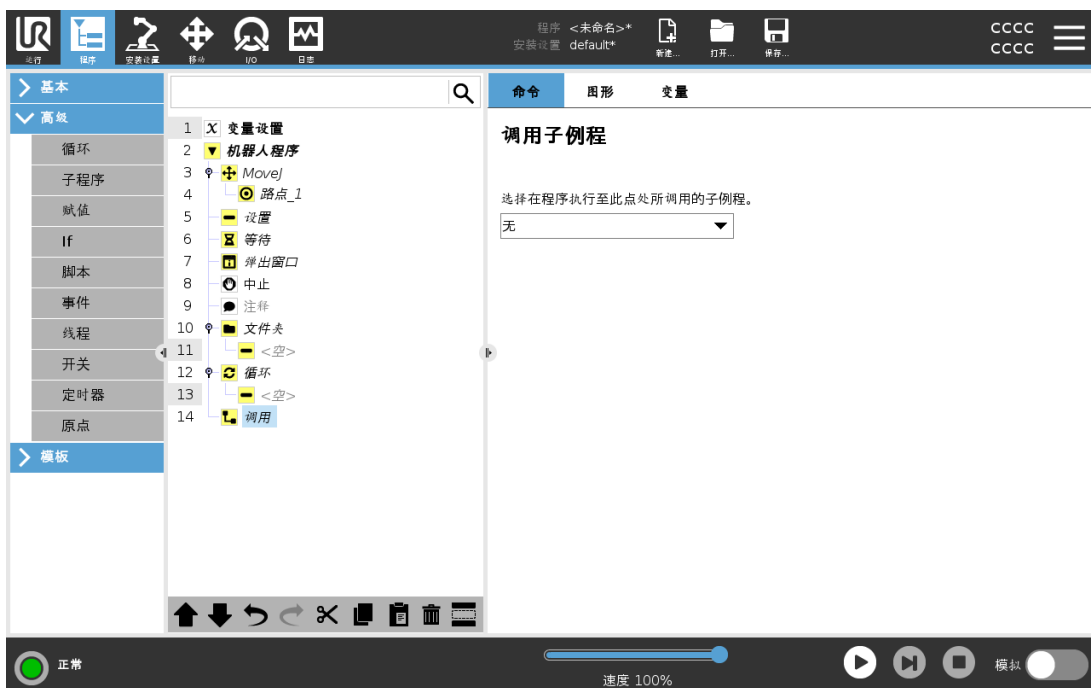 UR
运行
程序
安装设置
移动
I/O
日志
程序 <未命名>*
安装设置 default*
新建...
打开...
保存...
CCCC
CCCC
基本
高级
循环
子程序
赋值
If
脚本
事件
线程
开关
定时器
原点
模板
1 x 变量设置
2 机器人程序
3 MoveJ
4 路点_1
5 设置
6 等待
7 弹出窗口
8 中止
9 注释
10 文件夹
11 <空>
12 循环
13 <空>
14 调用
命令 图形 变量
调用子例程
选择在程序执行至此点处所调用的子例程。
无
正常
速度 100%
模拟